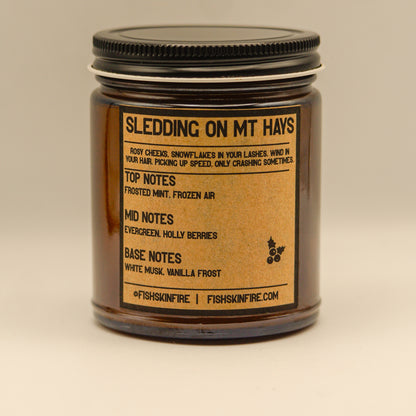 SLEDDING ON MT HAYS
ROSY CHEEKS. SNOWFLAKES IN YOUR LASHES. WIND IN
YOUR HAIR. PICKING UP SPEED. ONLY CRASHING SOMETIMES.
TOP NOTES
FROSTED MINT, FROZEN AIR
MID NOTES
EVERGREEN, HOLLY BERRIES
BASE NOTES
WHITE MUSK, VANILLA FROST
@FISHSKINFIRE | FISHSKINFIRE.COM